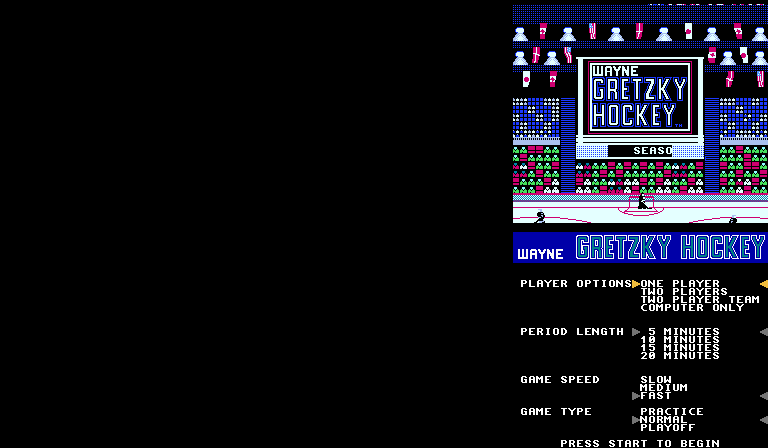 WAYNE
GRETZKY
HOCKEY TM
SEASO
WAYNE GRETZKY HOCKEY
PLAYER OPTIONS ONE PLAYER
TWO PLAYERS
TWO PLAYER TEAM
COMPUTER ONLY
PERIOD LENGTH 5 MINUTES
10 MINUTES
15 MINUTES
20 MINUTES
GAME SPEED SLOW
MEDIUM
FAST
GAME TYPE PRACTICE
NORMAL
PLAYOFF
PRESS START TO BEGIN